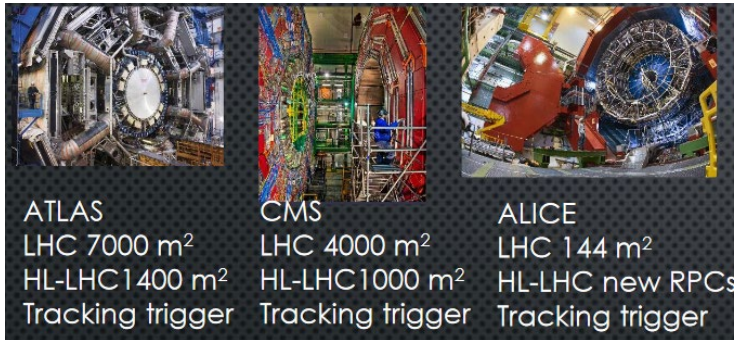 ATLAS
LHC 7000 m²
HL-LHC1400 m²
Tracking trigger
CMS
LHC 4000 m²
HL-LHC1000 m²
Tracking trigger
ALICE
LHC 144 m²
HL-LHC new RPCs
Tracking trigger